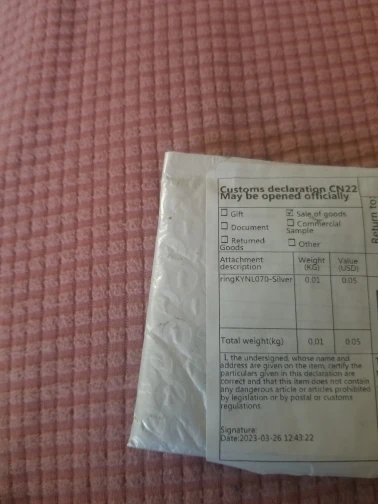 Customs declaration CN22
May be opened officially
☐ Gift ☑ Sale of goods
☐ Document ☐ Commercial
Sample
☐ Returned
Goods ☐ Other
Attachment
description Weight
(KG) Value
(USD)
ringKYNL070-Silver 0.01 0.05
Total weight(kg) 0.01 0.05
I, the undersigned, whose name and
address are given on the item, certify the
particulars given in this declaration are
correct and that this item does not contain
any dangerous article or articles prohibited
by legislation or by postal or customs
regulations.
Signature:
Date:2023-03-26 12:43:22
Return to: